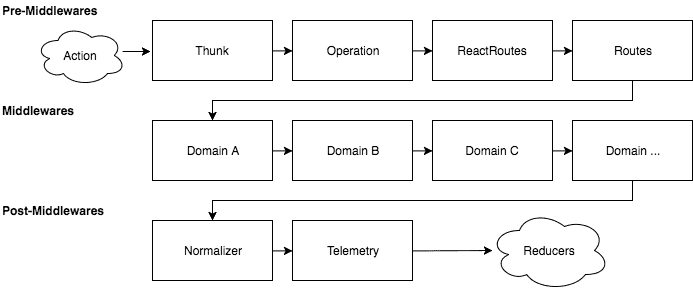 Pre-Middlewares
Action
Thunk
Operation
ReactRoutes
Routes
Middlewares
Domain A
Domain B
Domain C
Domain ...
Post-Middlewares
Normalizer
Telemetry
Reducers